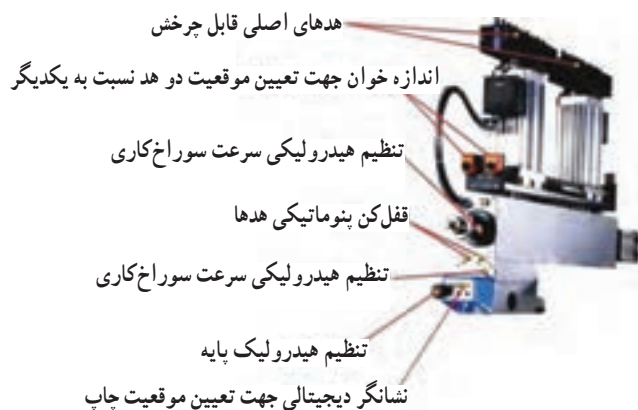 هدهای اصلی قابل چرخش
اندازه خوان جهت تعیین موقعیت دو هد نسبت به یکدیگر
تنظیم هیدرولیکی سرعت سوراخ‌کاری
قفل‌کن پنوماتیکی هدها
تنظیم هیدرولیکی سرعت سوراخ‌کاری
تنظیم هیدرولیک پایه
نشانگر دیجیتالی جهت تعیین موقعیت چاپ